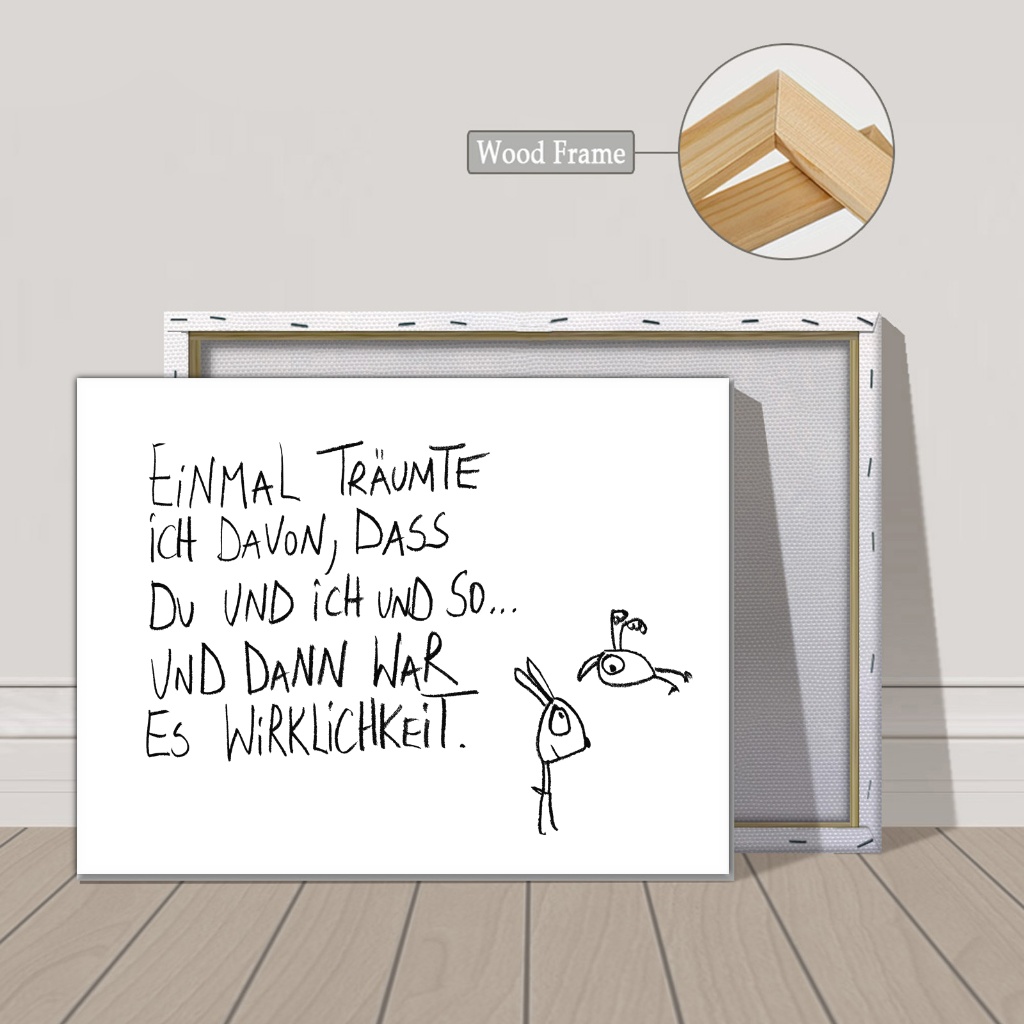 Wood Frame
EiNMAL TRÄUMTE
iCH DAVON, DASS
DU UND iCH UND SO...
UND DANN WAR
ES WiRKLiCHKEiT.